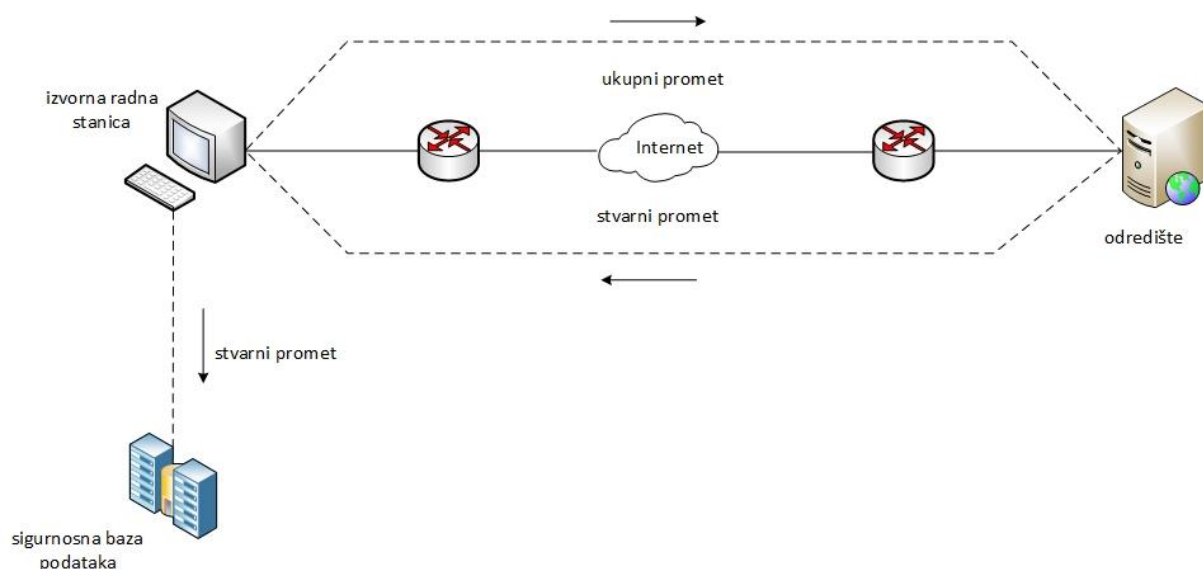 ukupni promet
izvorna radna
stanica
Internet
stvarni promet
odredište
stvarni promet
sigurnosna baza
podataka